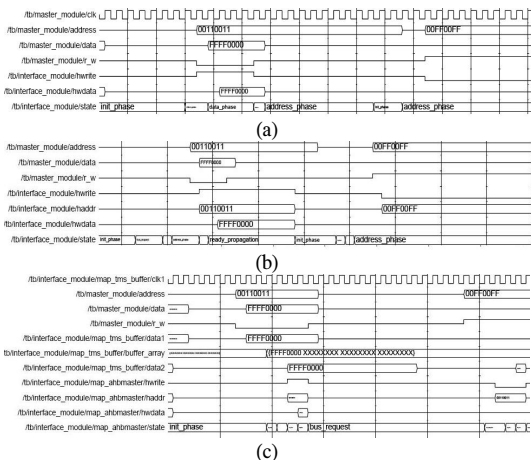 /tb/master_module/clk
/tb/master_module/address 00110011 00FF00FF
/tb/master_module/data FFFF0000
/tb/master_module/r_w
/tb/interface_module/hwrite
/tb/interface_module/hwdata FFFF0000
/tb/interface_module/state init_phase data_phase address_phase address_phase
(a)
/tb/master_module/address 00110011 00FF00FF
/tb/master_module/data FFFF0000
/tb/master_module/r_w
/tb/interface_module/hwrite
/tb/interface_module/haddr 00110011 00FF00FF
/tb/interface_module/hwdata FFFF0000
/tb/interface_module/state init_phase ready_propagation init_phase address_phase
(b)
/tb/interface_module/map_tms_buffer/clk1
/tb/master_module/address 00110011 00FF00FF
/tb/master_module/data FFFF0000
/tb/master_module/r_w
/tb/interface_module/map_tms_buffer/data1 FFFF0000
tb/interface_module/map_tms_buffer/buffer_array {FFFF0000 XXXXXXXX XXXXXXXX XXXXXXXX}
/tb/interface_module/map_tms_buffer/data2 FFFF0000
/tb/interface_module/map_ahbmaster/hwrite
/tb/interface_module/map_ahbmaster/haddr
/tb/interface_module/map_ahbmaster/hwdata
/tb/interface_module/map_ahbmaster/state init_phase bus_request
(c)